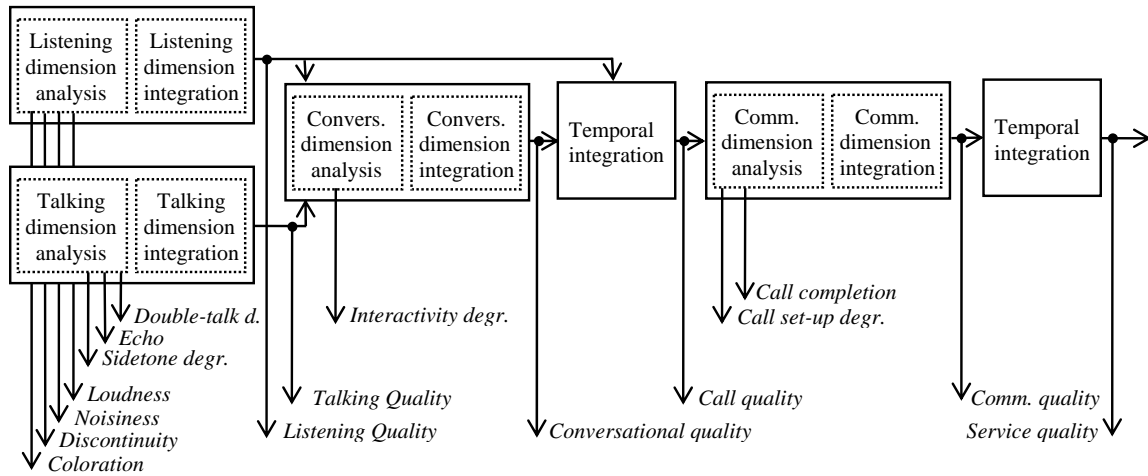 Listening dimension analysis
Listening dimension integration
Talking dimension analysis
Talking dimension integration
Convers. dimension analysis
Convers. dimension integration
Temporal integration
Comm. dimension analysis
Comm. dimension integration
Temporal integration
Double-talk d.
Echo
Sidetone degr.
Loudness
Noisiness
Discontinuity
Coloration
Interactivity degr.
Talking Quality
Listening Quality
Conversational quality
Call completion
Call set-up degr.
Call quality
Comm. quality
Service quality